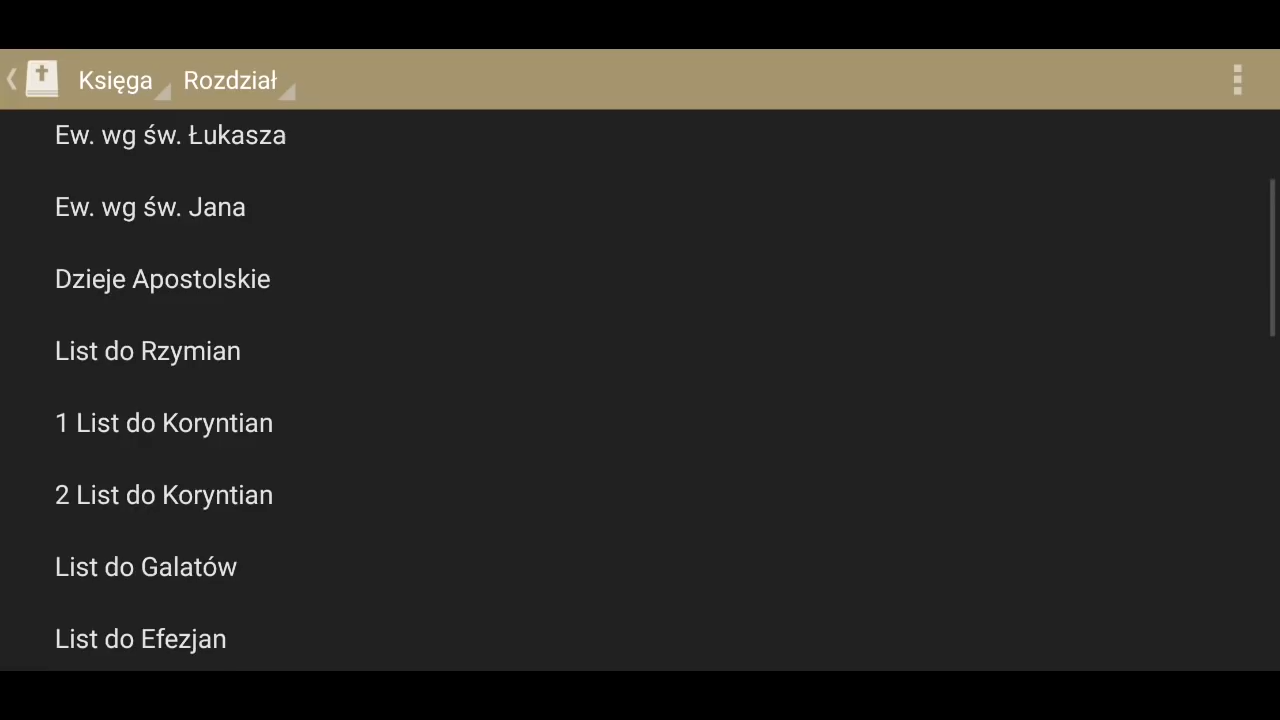 Księga Rozdział
Ew. wg św. Łukasza
Ew. wg św. Jana
Dzieje Apostolskie
List do Rzymian
1 List do Koryntian
2 List do Koryntian
List do Galatów
List do Efezjan